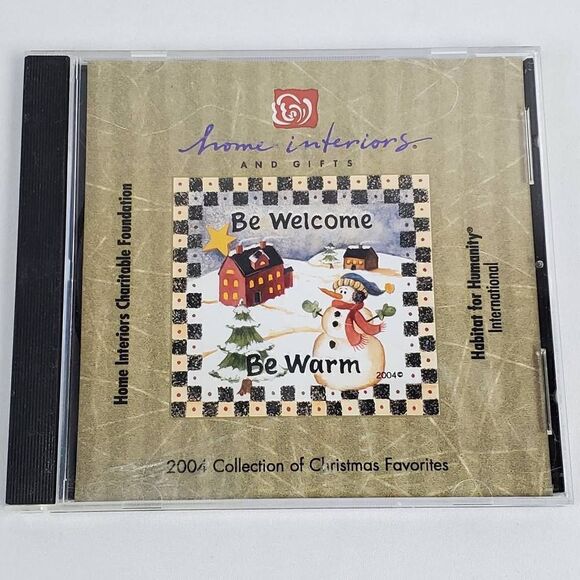 home interiors®
AND GIFTS
Home Interiors Charitable Foundation
Be Welcome
Be Warm
2004©
Habitat for Humanity®
International
2004 Collection of Christmas Favorites